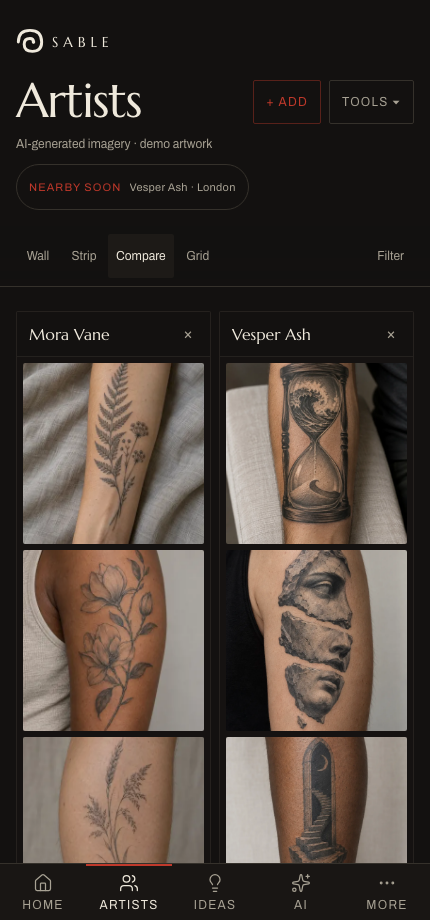 SABLE
Artists
+ ADD
TOOLS
AI-generated imagery · demo artwork
NEARBY SOON Vesper Ash · London
Wall Strip Compare Grid Filter
Mora Vane ×
Vesper Ash ×
HOME ARTISTS IDEAS AI MORE